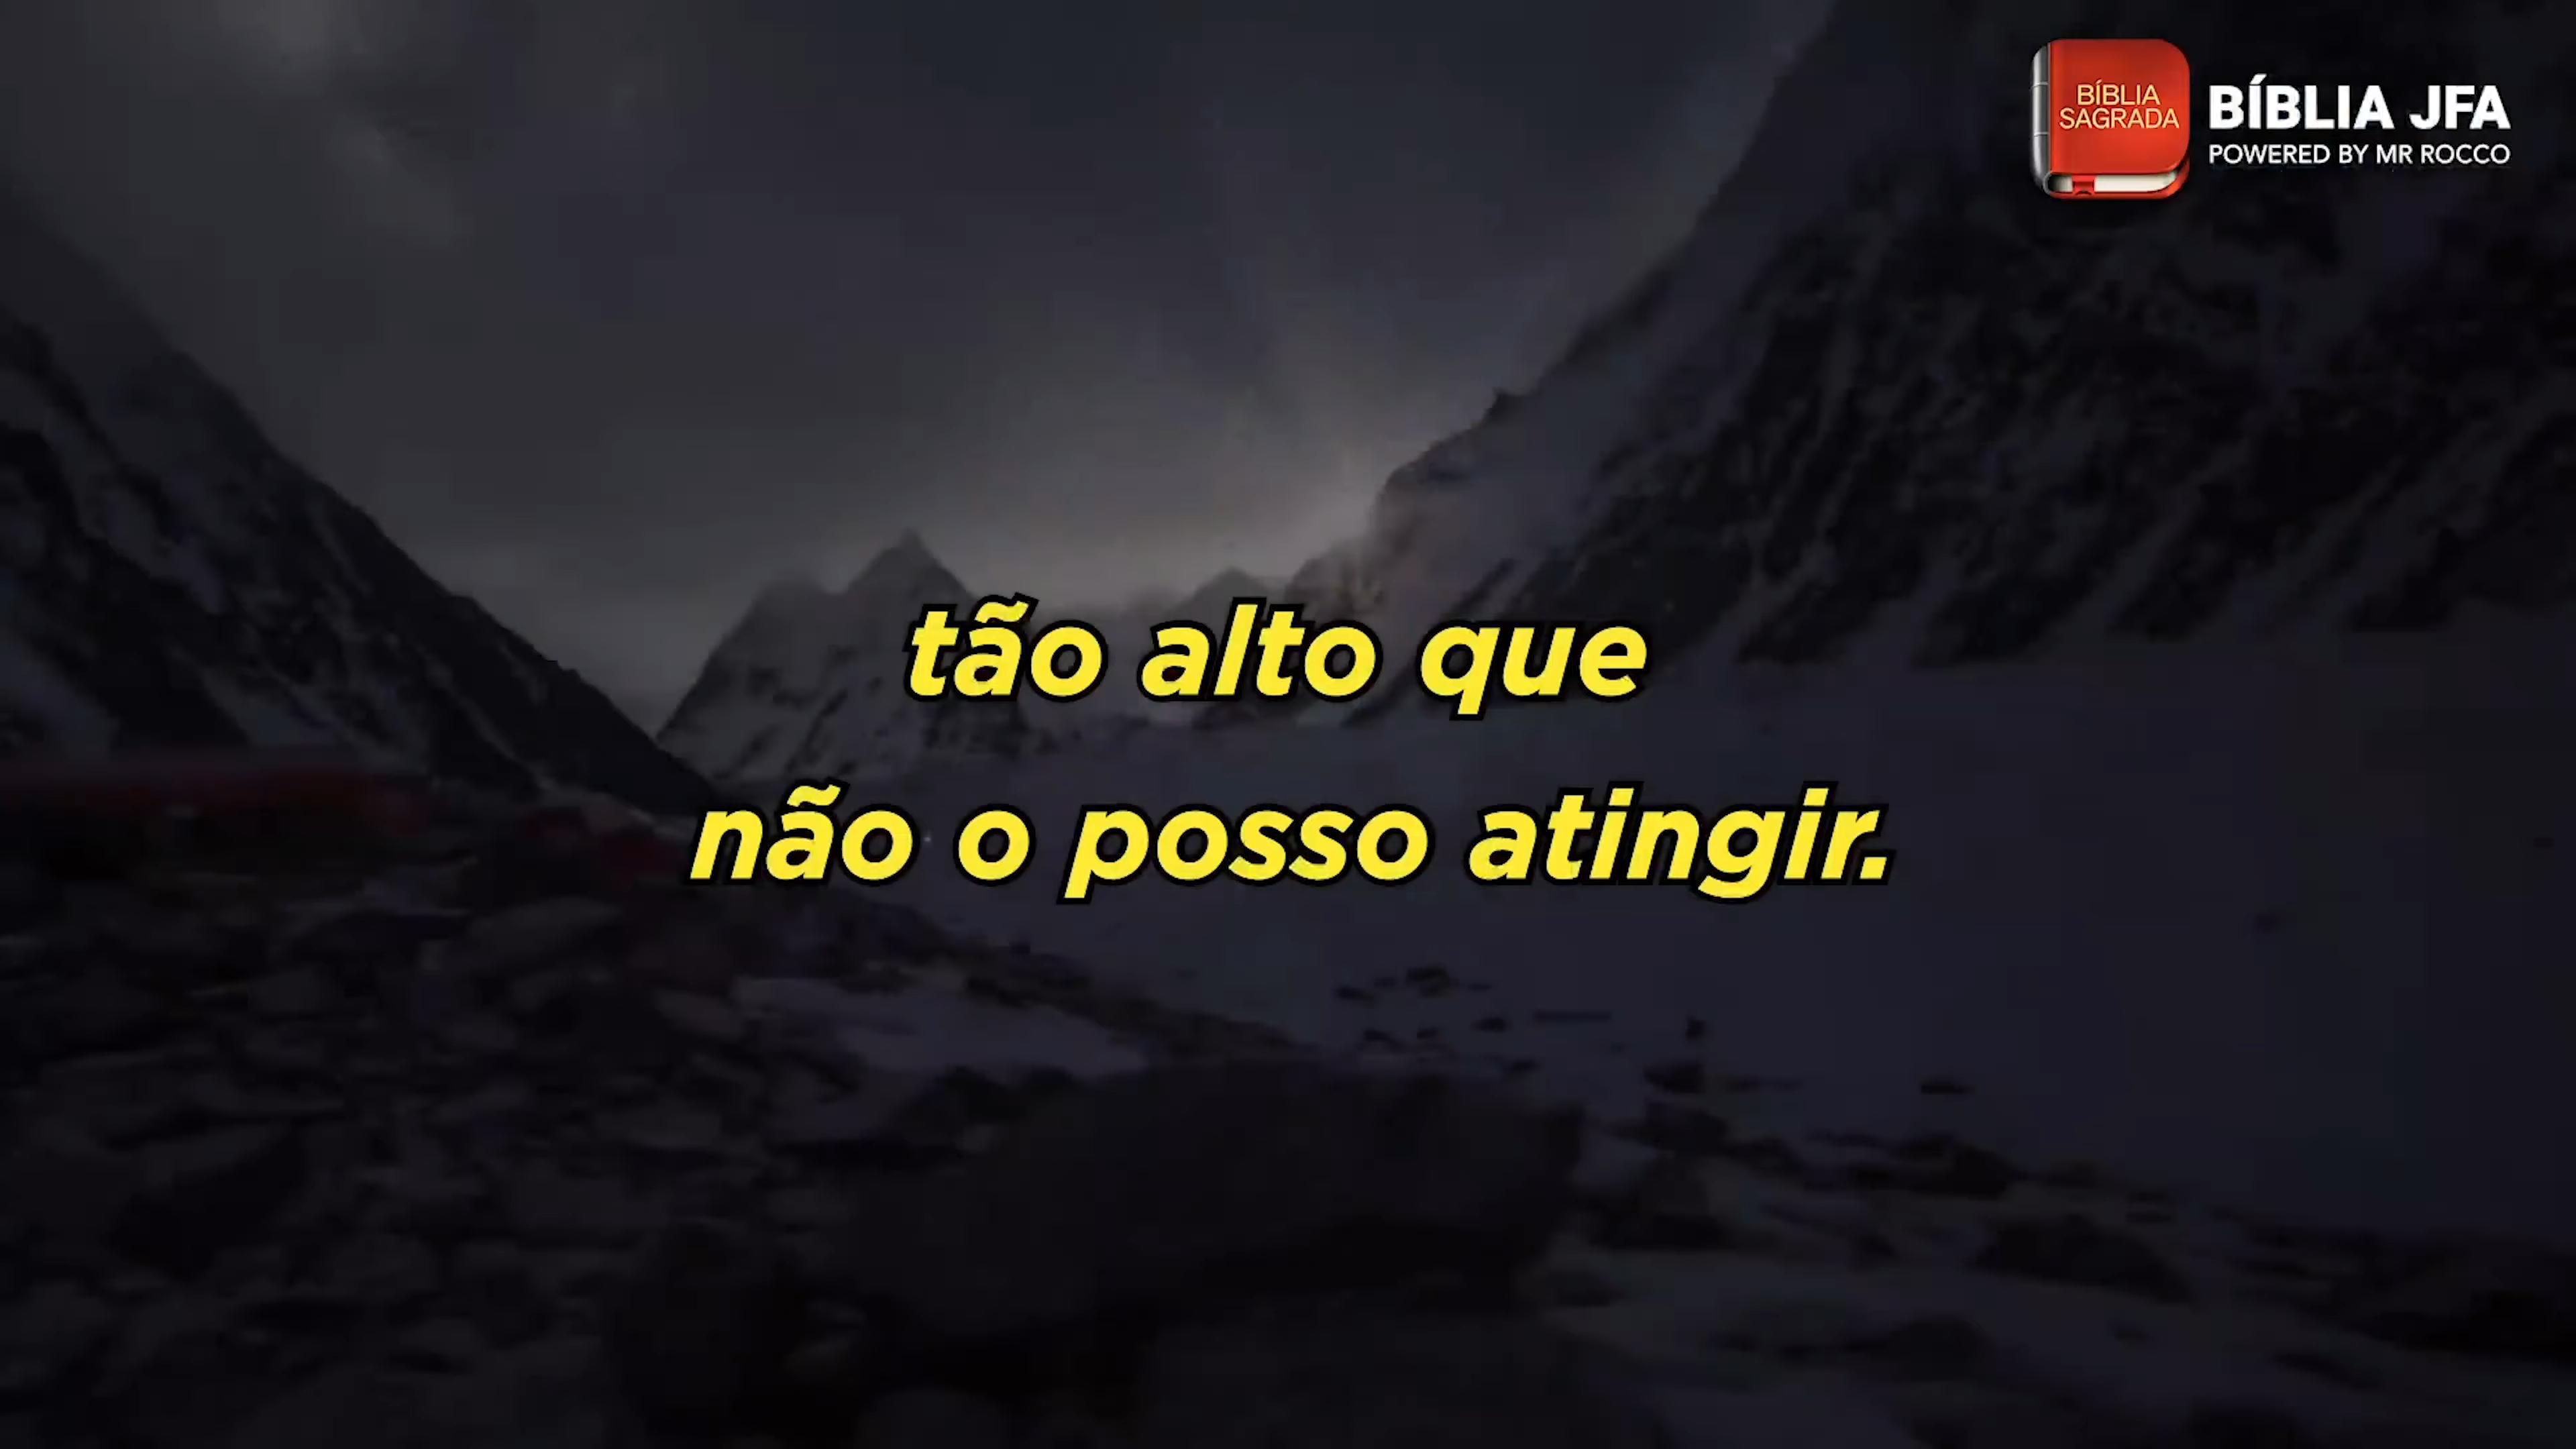 BÍBLIA
SAGRADA
BÍBLIA JFA
POWERED BY MR ROCCO
tão alto que
não o posso atingir.